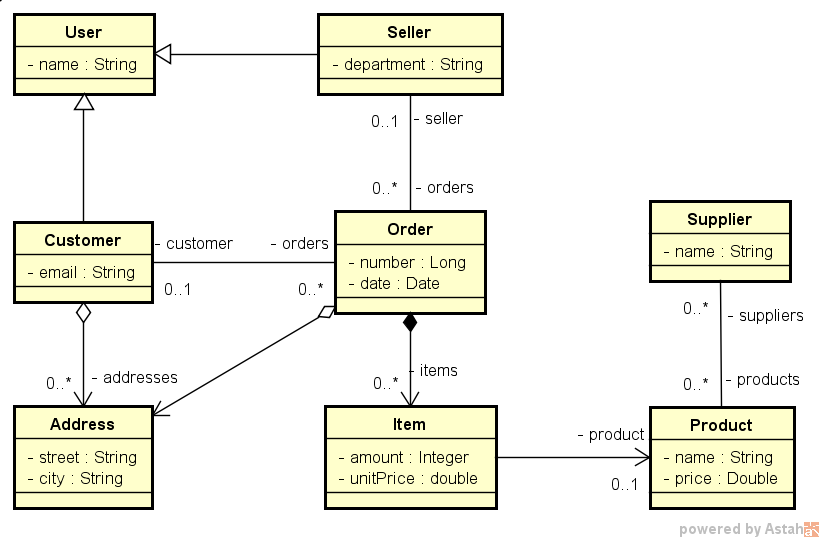 User
- name : String
Seller
- department : String
0..1
- seller
0..*
- orders
Customer
- email : String
- customer
- orders
0..1
0..*
Order
- number : Long
- date : Date
Supplier
- name : String
0..*
- suppliers
0..*
- products
0..*
- addresses
0..*
- items
Address
- street : String
- city : String
Item
- amount : Integer
- unitPrice : double
- product
0..1
Product
- name : String
- price : Double
powered by Astah